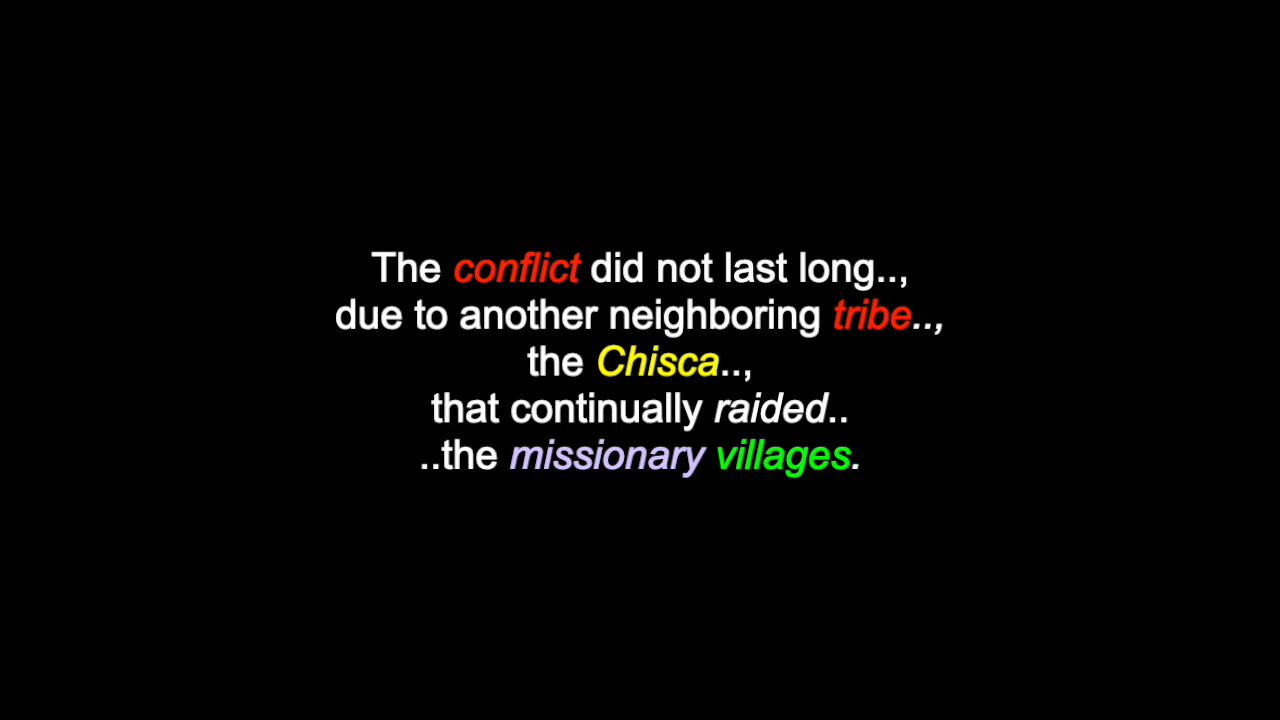 The conflict did not last long..,
due to another neighboring tribe..,
the Chisca..,
that continually raided..
..the missionary villages.